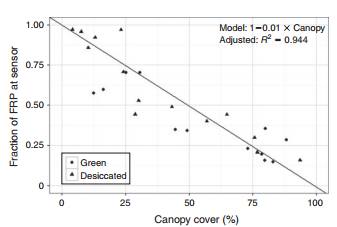 Model: 1−0.01 × Canopy
Adjusted: R² = 0.944
Fraction of FRP at sensor
1.00
0.75
0.50
0.25
0
Green
Desiccated
0 25 50 75 100
Canopy cover (%)